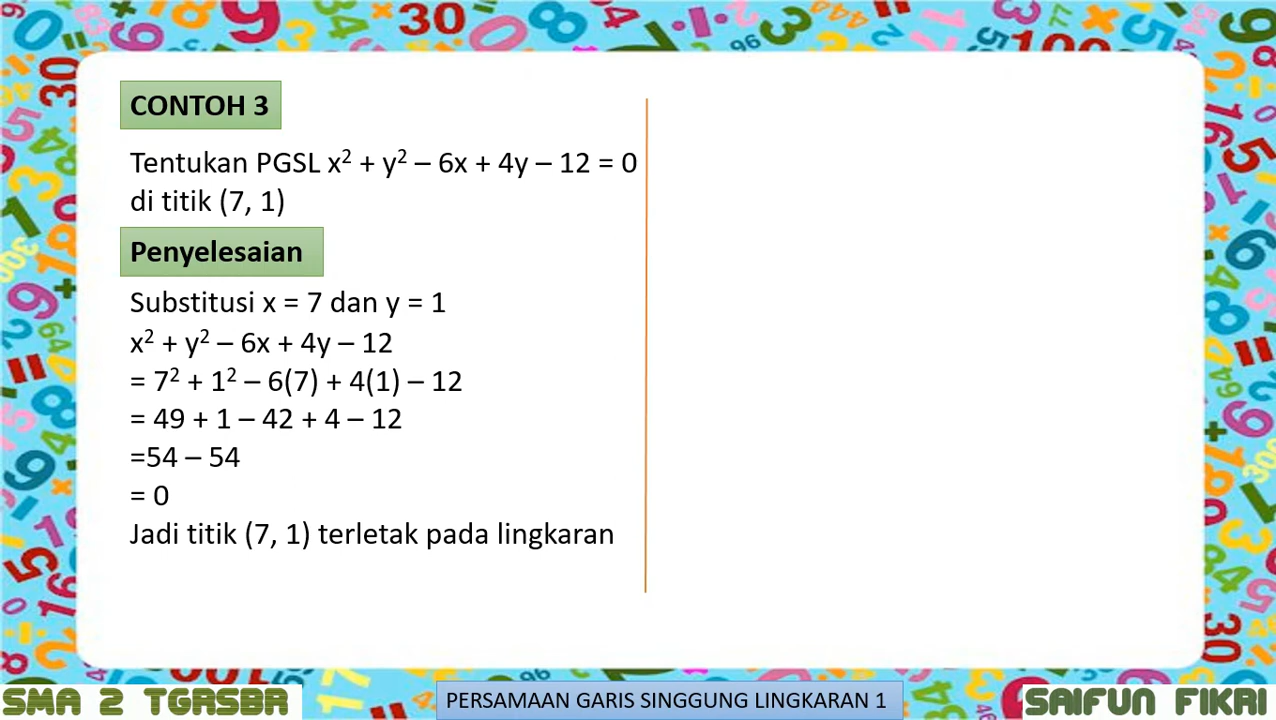 CONTOH 3
Tentukan PGSL x² + y² – 6x + 4y – 12 = 0
di titik (7, 1)
Penyelesaian
Substitusi x = 7 dan y = 1
x² + y² – 6x + 4y – 12
= 7² + 1² – 6(7) + 4(1) – 12
= 49 + 1 – 42 + 4 – 12
=54 – 54
= 0
Jadi titik (7, 1) terletak pada lingkaran
SMA 2 TGRSBR
PERSAMAAN GARIS SINGGUNG LINGKARAN 1
SAIFUN FIKRI